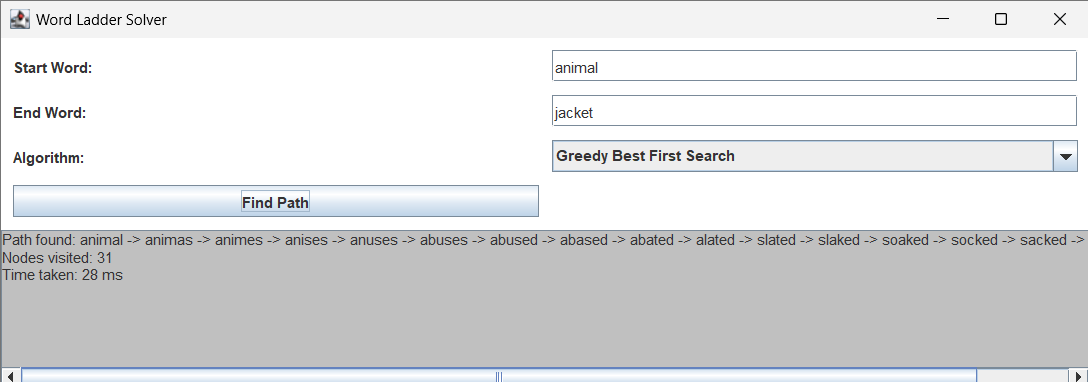 Word Ladder Solver
Start Word: animal
End Word: jacket
Algorithm: Greedy Best First Search
Find Path
Path found: animal -> animas -> animes -> anises -> anuses -> abuses -> abused -> abased -> abated -> alated -> slated -> slaked -> soaked -> socked -> sacked ->
Nodes visited: 31
Time taken: 28 ms